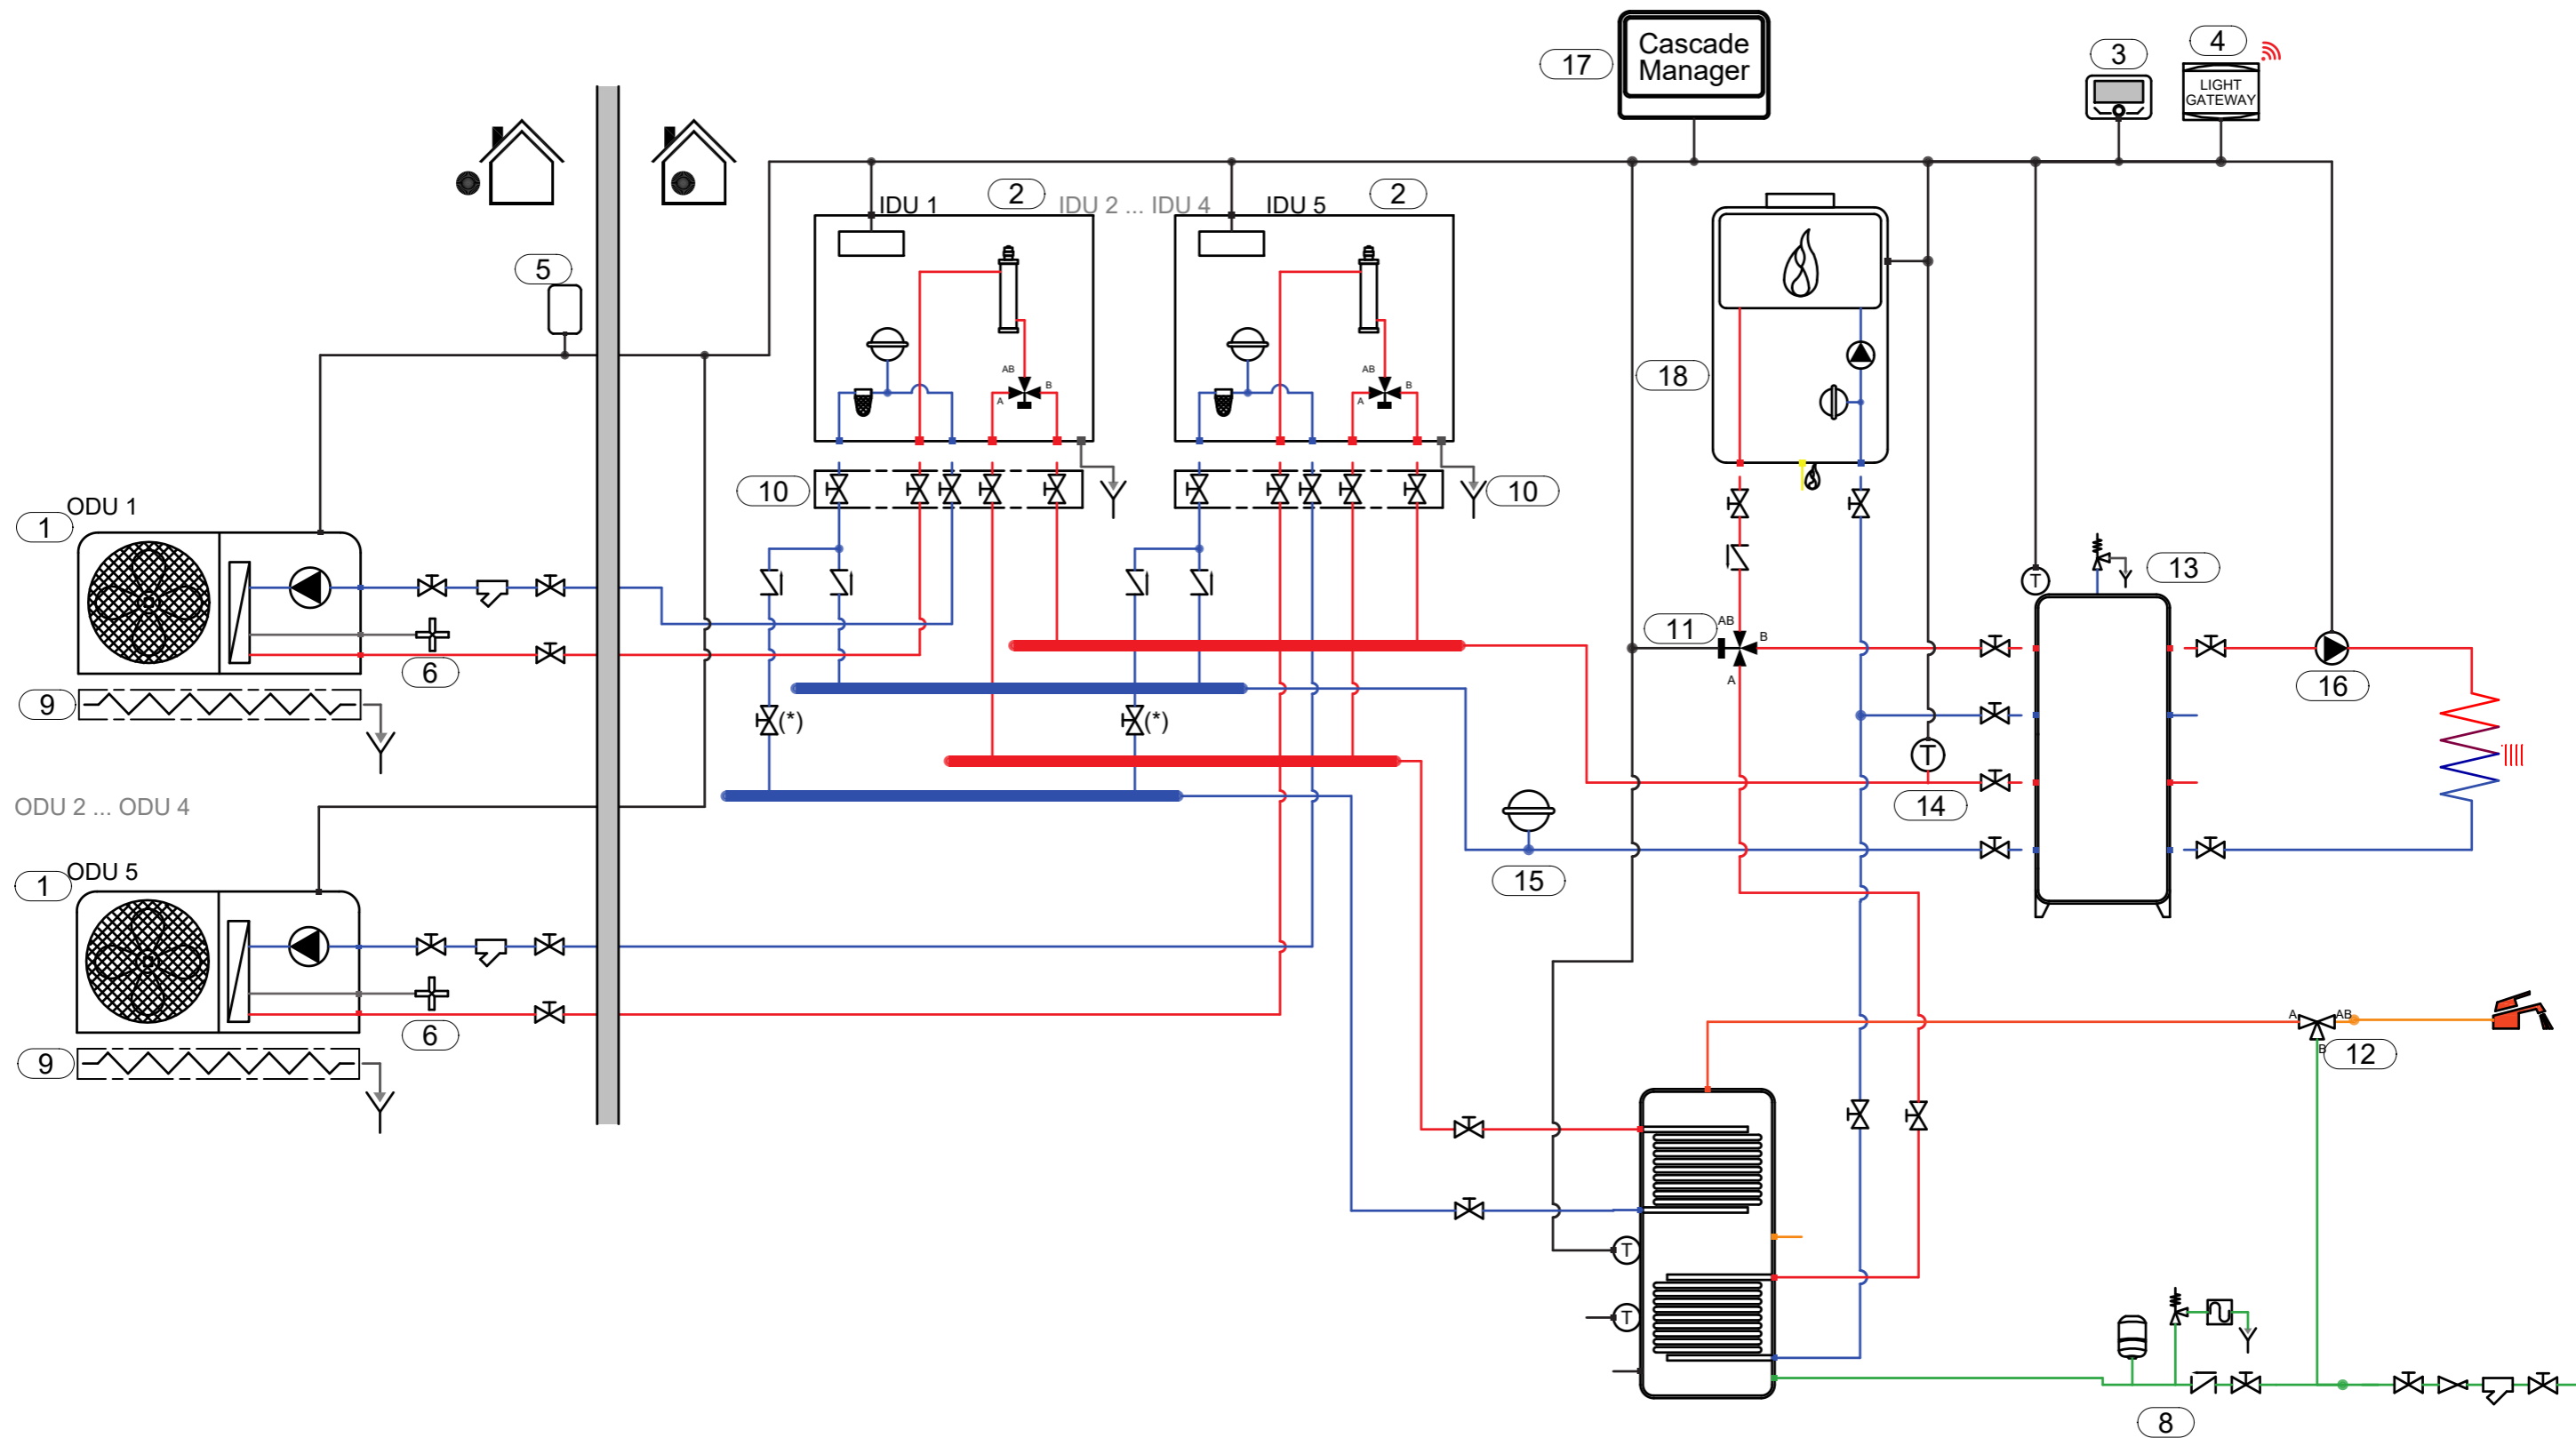 Cascade
Manager
17
3
4
LIGHT
GATEWAY
IDU 1
2
IDU 2 ... IDU 4
IDU 5
2
5
AB
B
A
AB
B
A
18
10
10
ODU 1
1
T
13
11
AB
B
A
6
16
9
(*)
(*)
T
14
ODU 2 ... ODU 4
15
ODU 5
1
6
A
AB
B
12
9
T
T
8